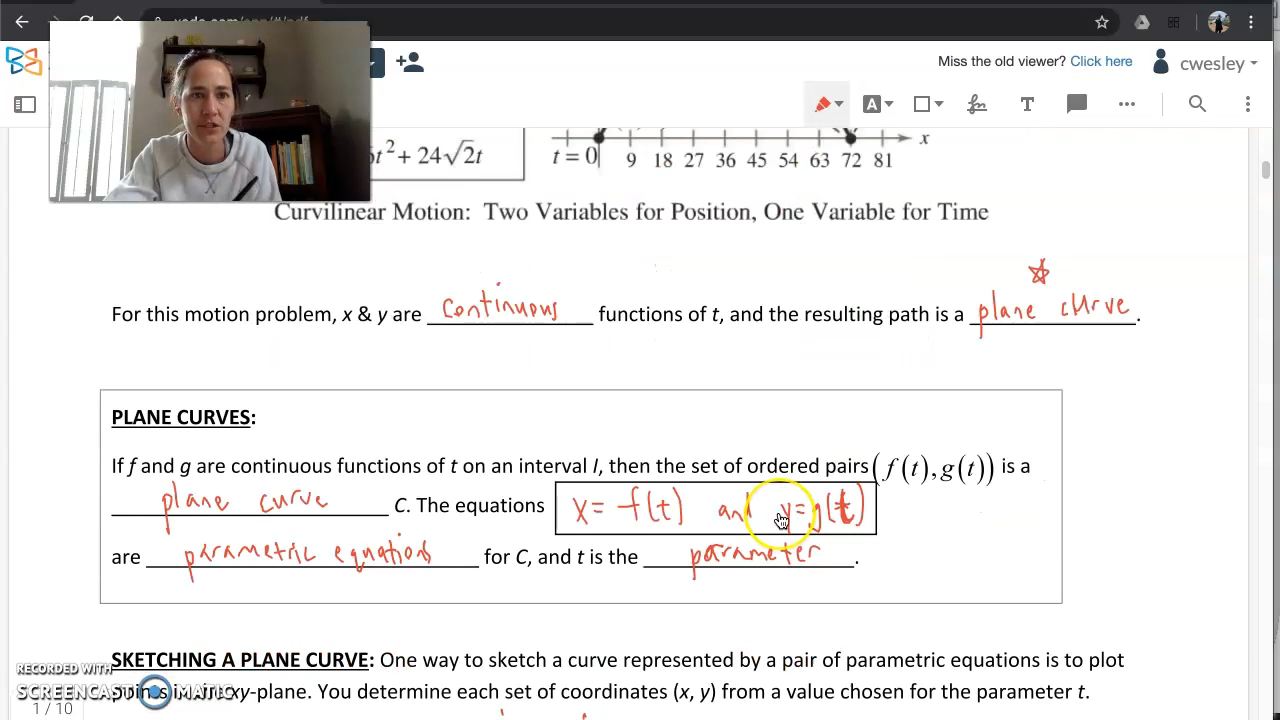 Miss the old viewer? Click here
cwesley
t² + 24√2t
t = 0 9 18 27 36 45 54 63 72 81 x
Curvilinear Motion: Two Variables for Position, One Variable for Time
For this motion problem, x & y are continuous functions of t, and the resulting path is a plane curve.
PLANE CURVES:
If f and g are continuous functions of t on an interval I, then the set of ordered pairs (f(t), g(t)) is a
plane curve C. The equations x = f(t) and y = g(t)
are parametric equations for C, and t is the parameter.
SKETCHING A PLANE CURVE: One way to sketch a curve represented by a pair of parametric equations is to plot
xy-plane. You determine each set of coordinates (x, y) from a value chosen for the parameter t.
RECORDED WITH
SCREENCAST MATIC
1 / 10